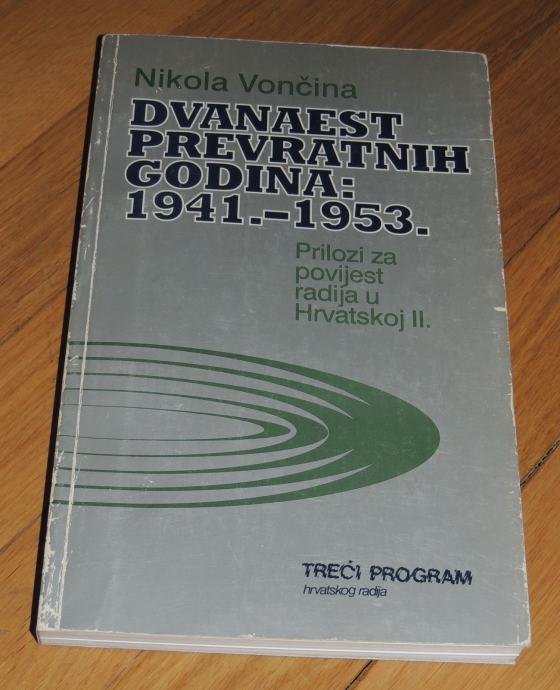 Nikola Vončina
DVANAEST
PREVRATNIH
GODINA:
1941.–1953.
Prilozi za
povijest
radija u
Hrvatskoj II.
TREĆI PROGRAM
hrvatskog radija